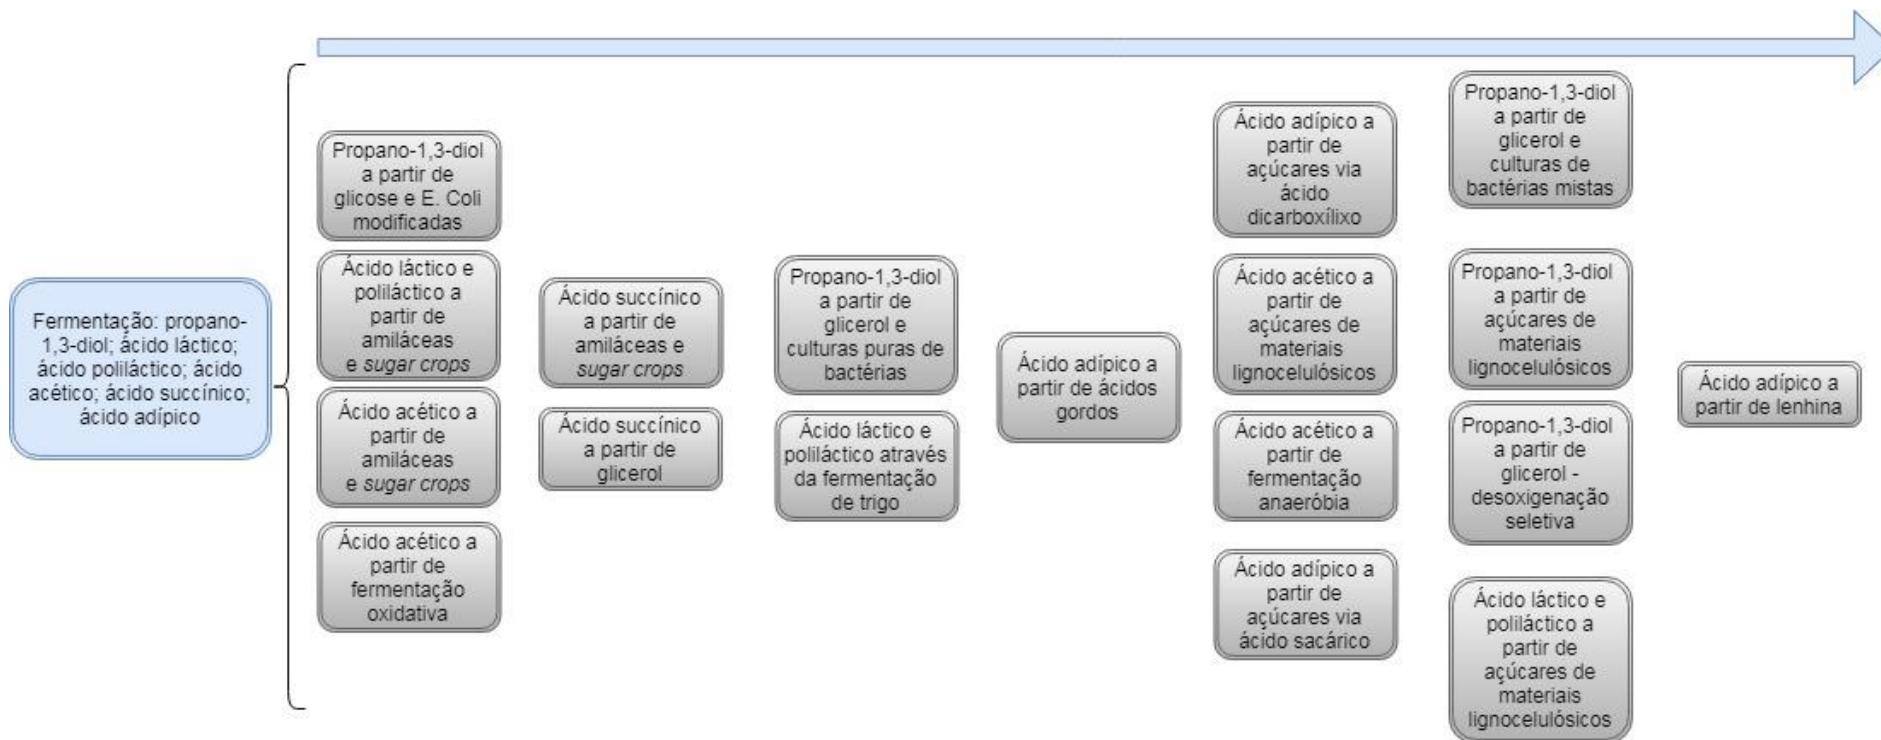 Fermentação: propano-
1,3-diol; ácido láctico;
ácido poliláctico; ácido
acético; ácido succínico;
ácido adípico
Propano-1,3-diol
a partir de
glicose e E. Coli
modificadas
Ácido láctico e
poliláctico a
partir de
amiláceas
e sugar crops
Ácido acético a
partir de
amiláceas
e sugar crops
Ácido acético a
partir de
fermentação
oxidativa
Ácido succínico
a partir de
amiláceas e
sugar crops
Ácido succínico
a partir de
glicerol
Propano-1,3-diol
a partir de
glicerol e
culturas puras de
bactérias
Ácido láctico e
poliláctico através
da fermentação
de trigo
Ácido adípico a
partir de ácidos
gordos
Ácido adípico a
partir de
açúcares via
ácido
dicarboxílixo
Ácido acético a
partir de
açúcares de
materiais
lignocelulósicos
Ácido acético a
partir de
fermentação
anaeróbia
Ácido adípico a
partir de
açúcares via
ácido sacárico
Propano-1,3-diol
a partir de
glicerol e
culturas de
bactérias mistas
Propano-1,3-diol
a partir de
açúcares de
materiais
lignocelulósicos
Propano-1,3-diol
a partir de
glicerol -
desoxigenação
seletiva
Ácido láctico e
poliláctico a
partir de
açúcares de
materiais
lignocelulósicos
Ácido adípico a
partir de lenhina